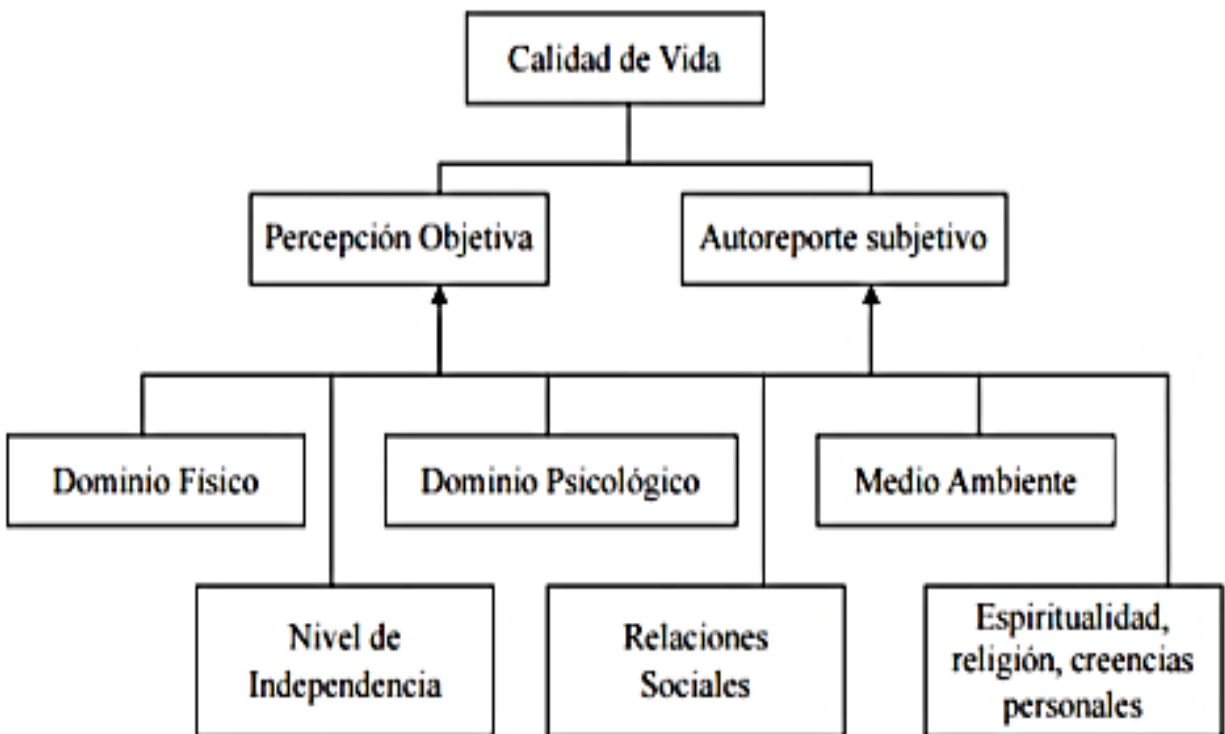 Calidad de Vida
Percepción Objetiva
Autoreporte subjetivo
Dominio Físico
Dominio Psicológico
Medio Ambiente
Nivel de
Independencia
Relaciones
Sociales
Espiritualidad,
religión, creencias
personales